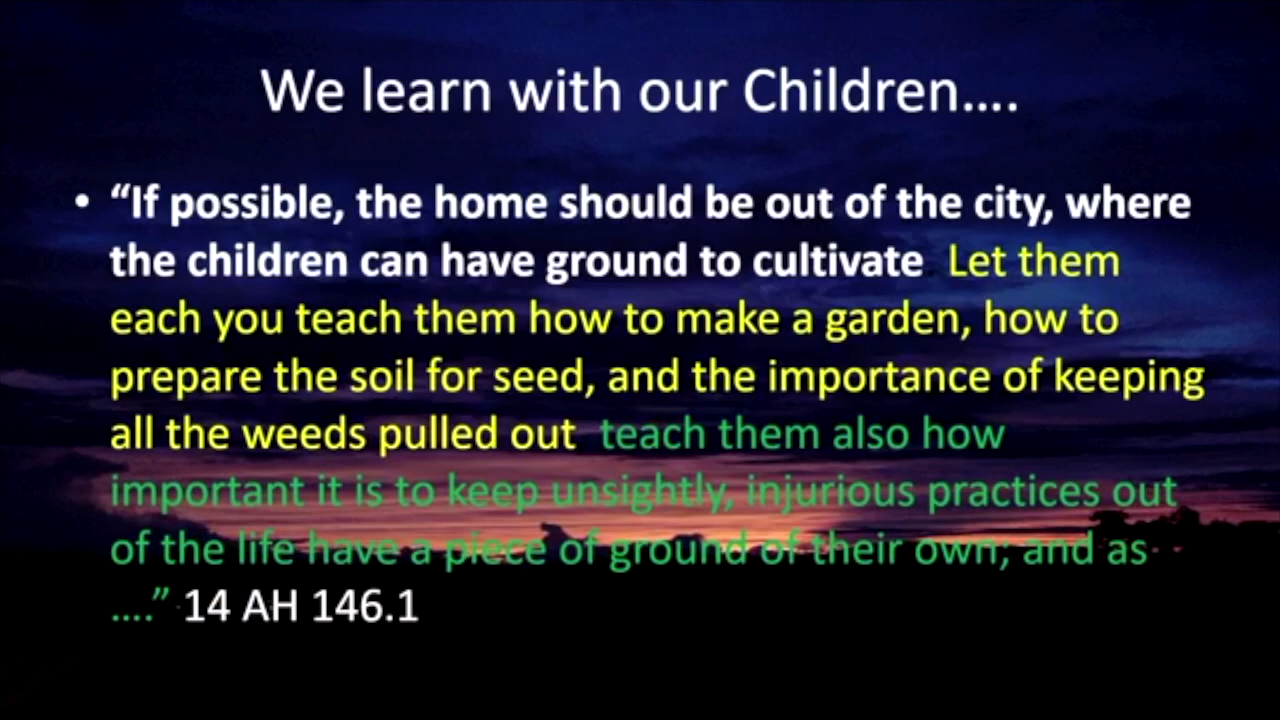 We learn with our Children....
• “If possible, the home should be out of the city, where
the children can have ground to cultivate  Let them
each you teach them how to make a garden, how to
prepare the soil for seed, and the importance of keeping
all the weeds pulled out  teach them also how
important it is to keep unsightly, injurious practices out
of the life have a piece of ground of their own; and as
....” 14 AH 146.1